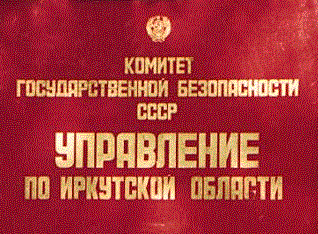 КОМИТЕТ
ГОСУДАРСТВЕННОЙ БЕЗОПАСНОСТИ
СССР
УПРАВЛЕНИЕ
ПО ИРКУТСКОЙ ОБЛАСТИ